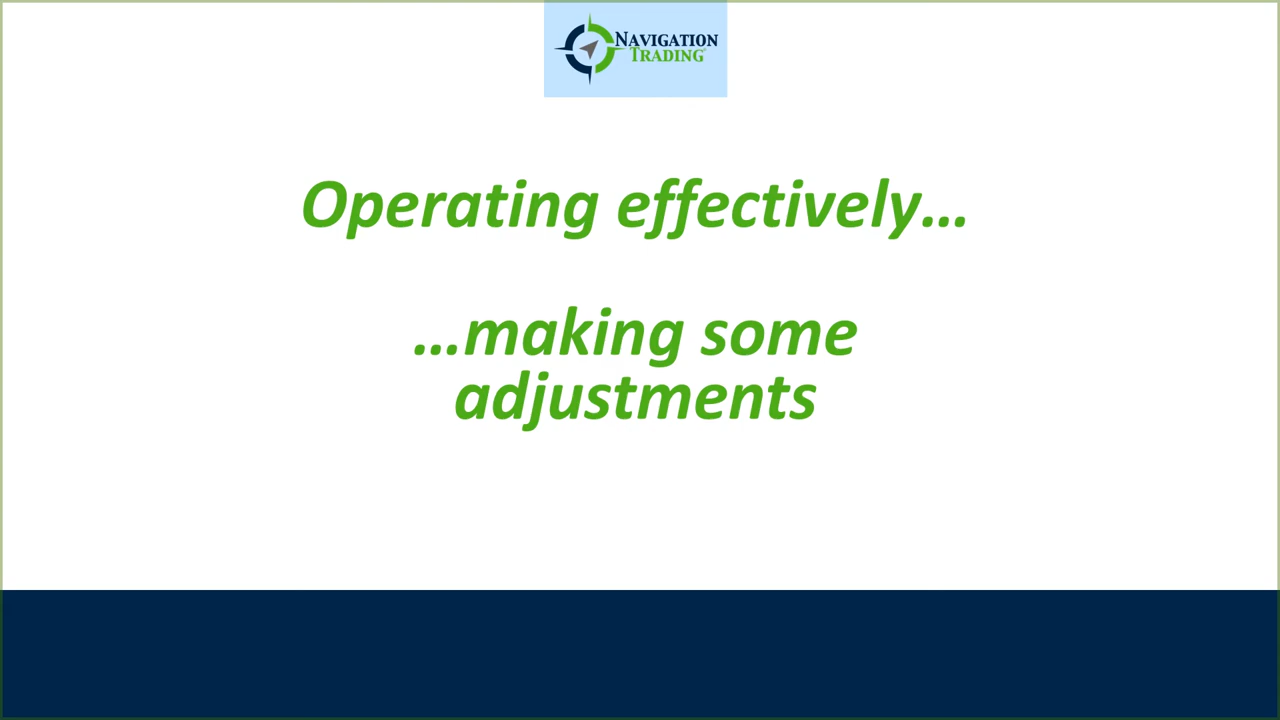 NAVIGATION
TRADING
Operating effectively…
…making some
adjustments